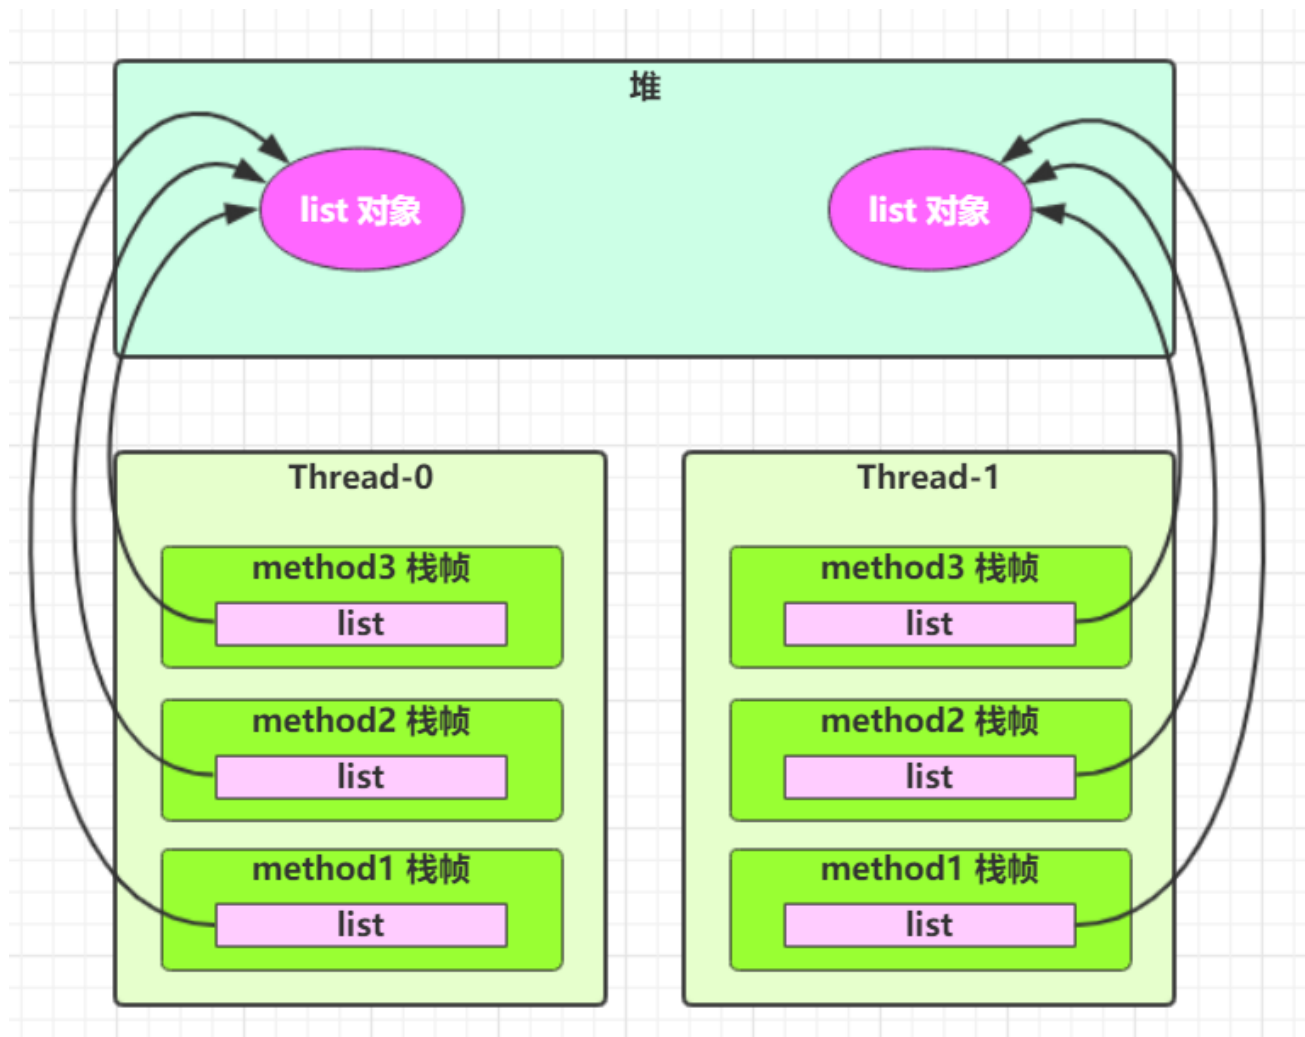 堆
list 对象
list 对象
Thread-0
method3 栈帧
list
method2 栈帧
list
method1 栈帧
list
Thread-1
method3 栈帧
list
method2 栈帧
list
method1 栈帧
list